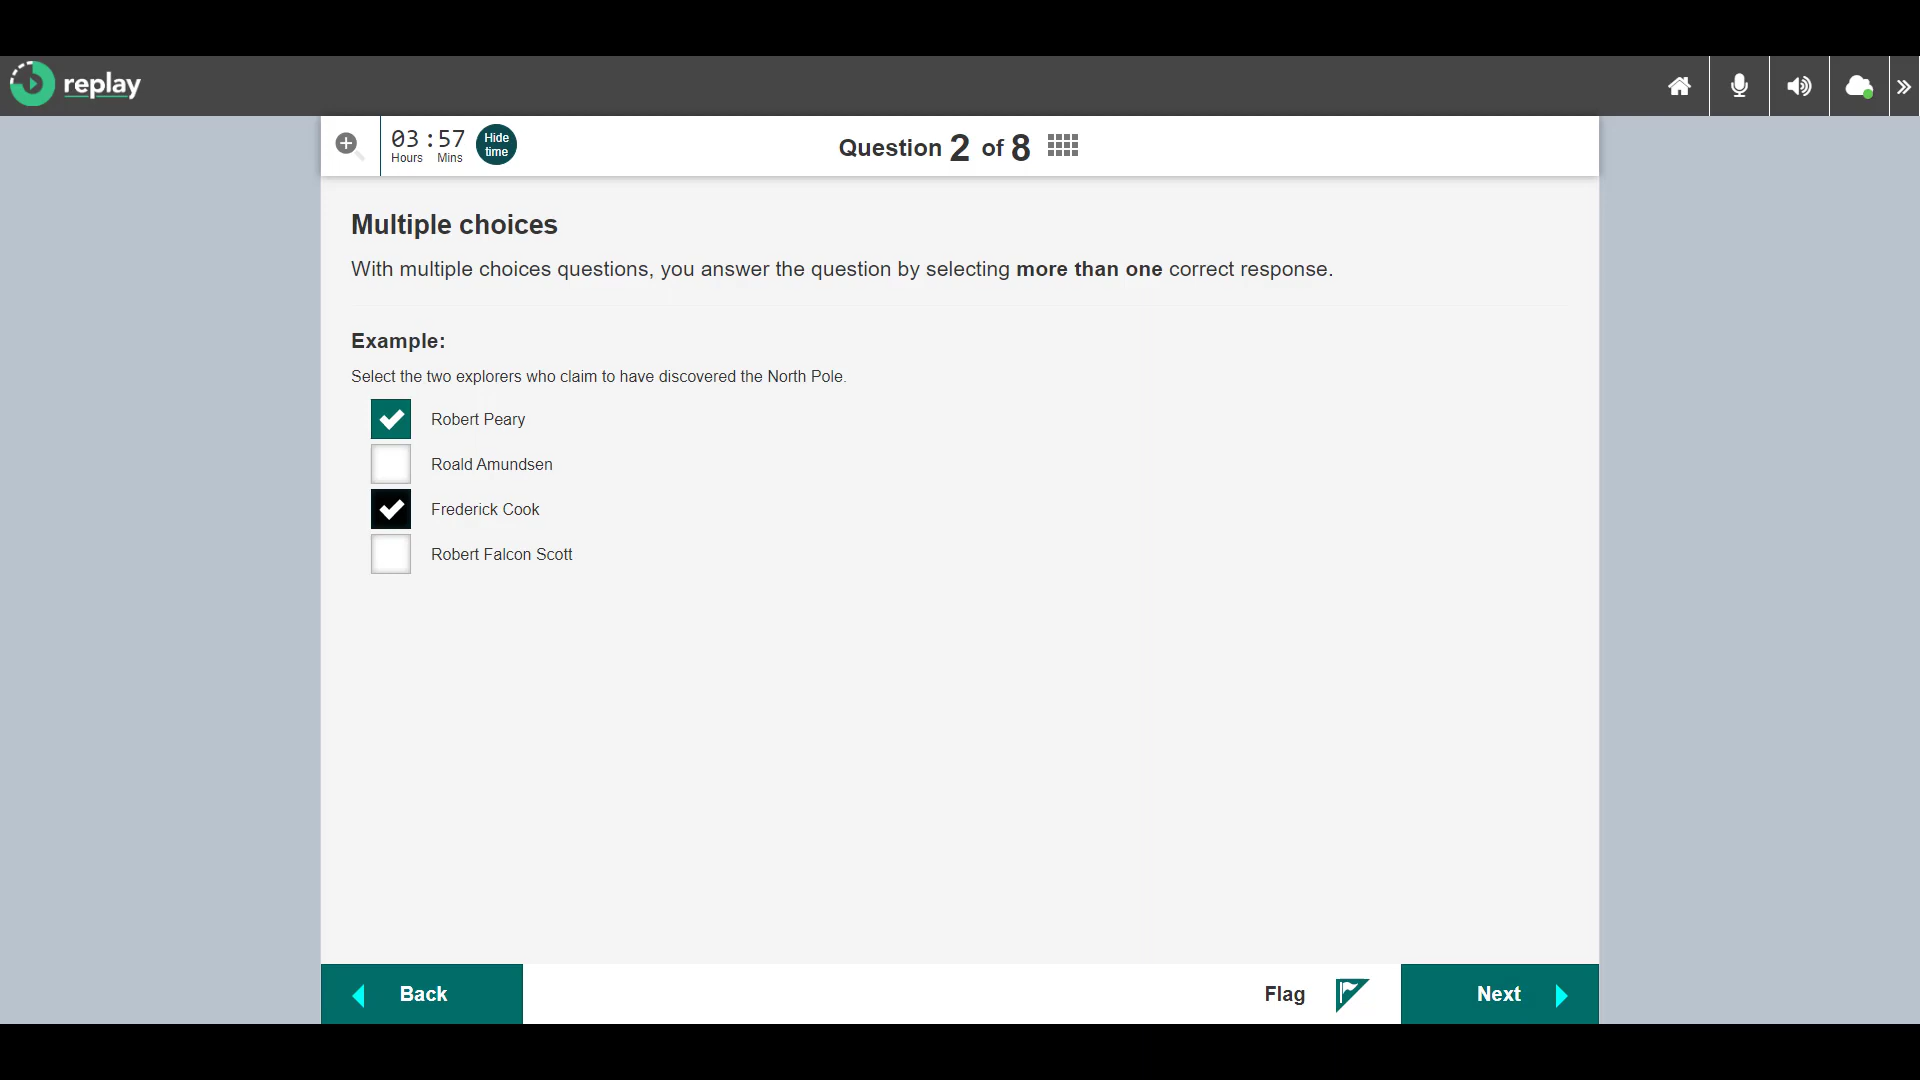 replay
03 : 57
Hours Mins
Hide
time
Question 2 of 8
Multiple choices
With multiple choices questions, you answer the question by selecting more than one correct response.
Example:
Select the two explorers who claim to have discovered the North Pole.
Robert Peary
Roald Amundsen
Frederick Cook
Robert Falcon Scott
Back
Flag
Next